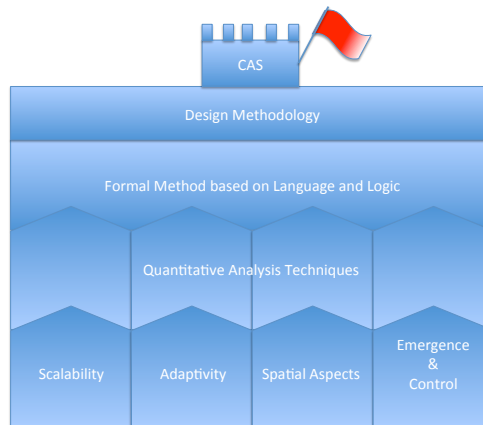 CAS
Design Methodology
Formal Method based on Language and Logic
Quantitative Analysis Techniques
Scalability
Adaptivity
Spatial Aspects
Emergence
&
Control